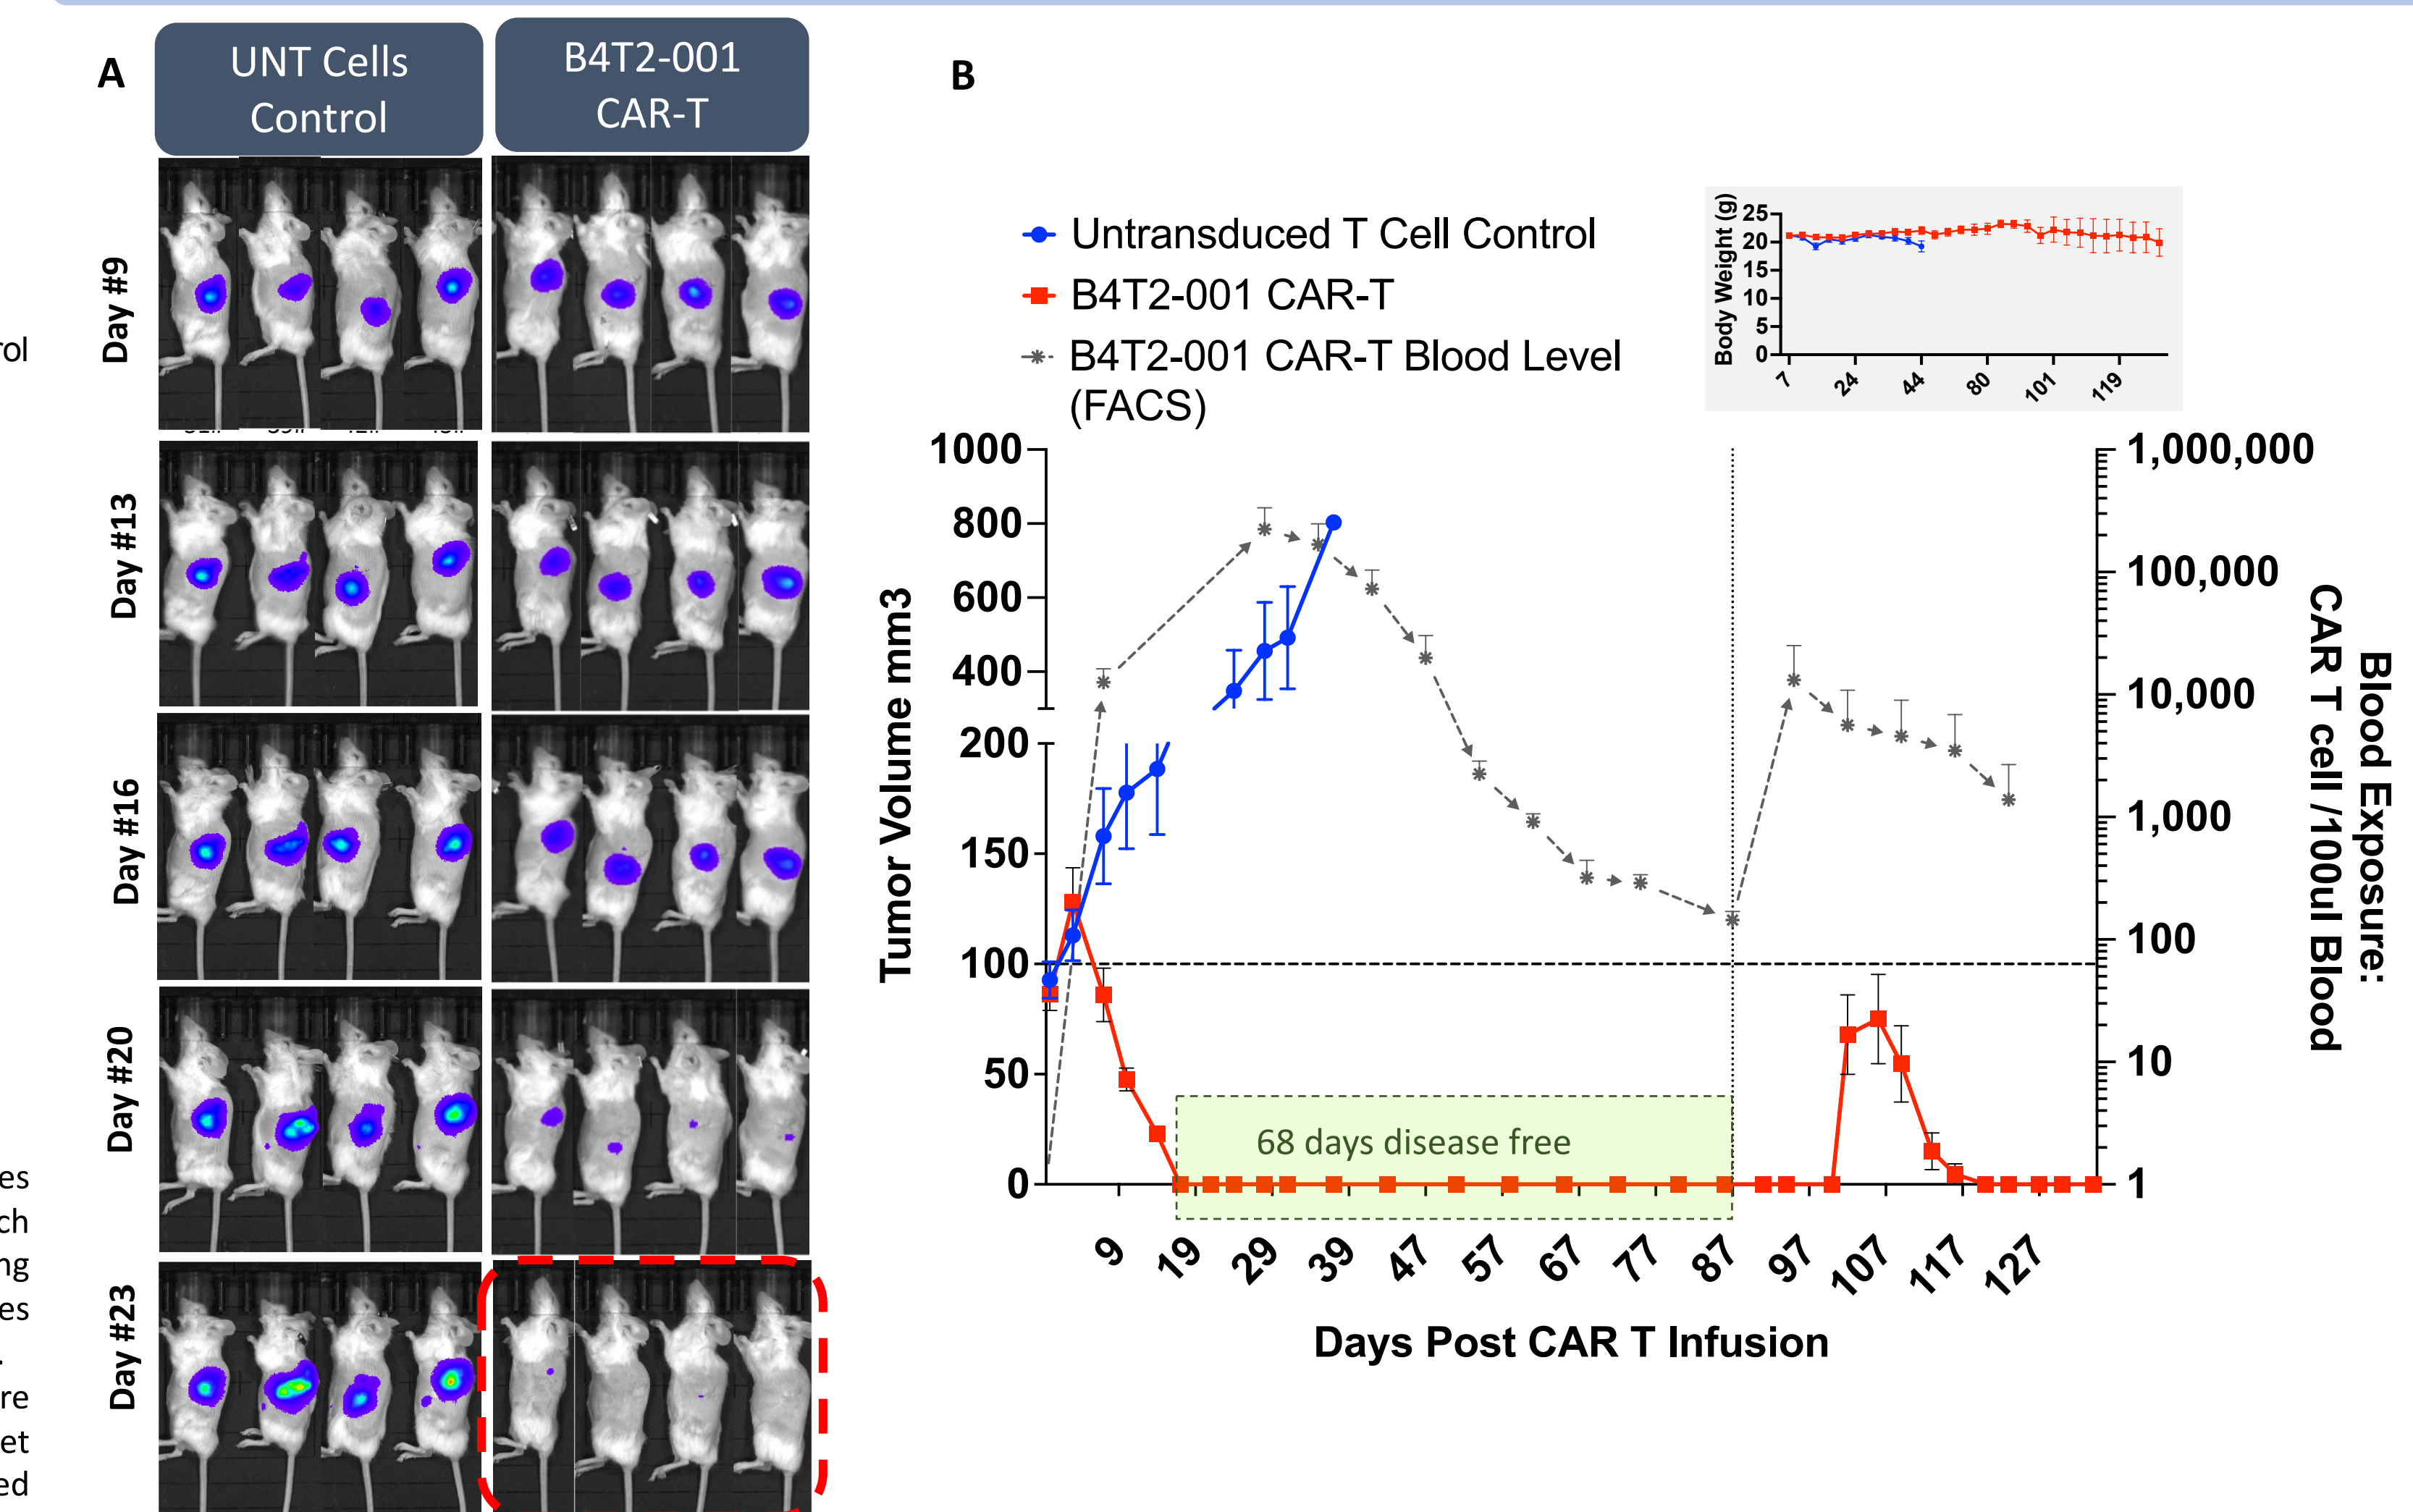 rol
es
ch
ng
es
.
re
et
ed
A
UNT Cells
Control
B4T2-001
CAR-T
Day #9
Day #13
Day #16
Day #20
Day #23
B
Untransduced T Cell Control
B4T2-001 CAR-T
B4T2-001 CAR-T Blood Level
(FACS)
Body Weight (g)
25
20
15
10
5
0
7
24
44
80
101
119
Tumor Volume mm3
1000
800
600
400
200
150
100
50
0
68 days disease free
1,000,000
100,000
10,000
1,000
100
10
1
Blood Exposure:
CAR T cell /100ul Blood
9
19
29
39
47
57
67
77
87
97
107
117
127
Days Post CAR T Infusion